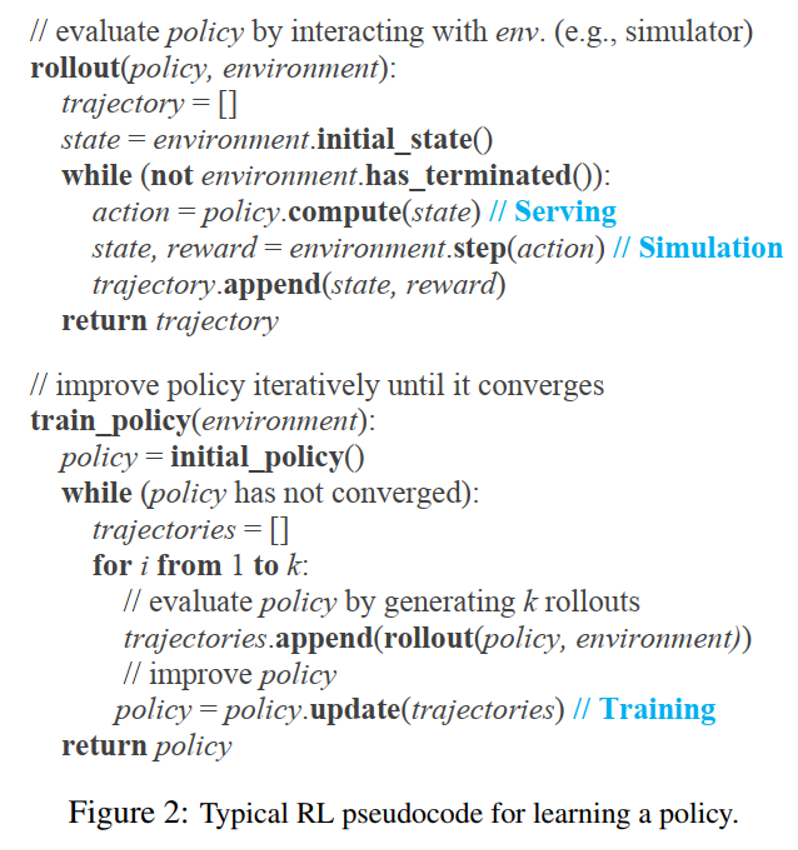 // evaluate policy by interacting with env. (e.g., simulator)
rollout(policy, environment):
trajectory = []
state = environment.initial_state()
while (not environment.has_terminated()):
action = policy.compute(state) // Serving
state, reward = environment.step(action) // Simulation
trajectory.append(state, reward)
return trajectory
// improve policy iteratively until it converges
train_policy(environment):
policy = initial_policy()
while (policy has not converged):
trajectories = []
for i from 1 to k:
// evaluate policy by generating k rollouts
trajectories.append(rollout(policy, environment))
// improve policy
policy = policy.update(trajectories) // Training
return policy
Figure 2: Typical RL pseudocode for learning a policy.